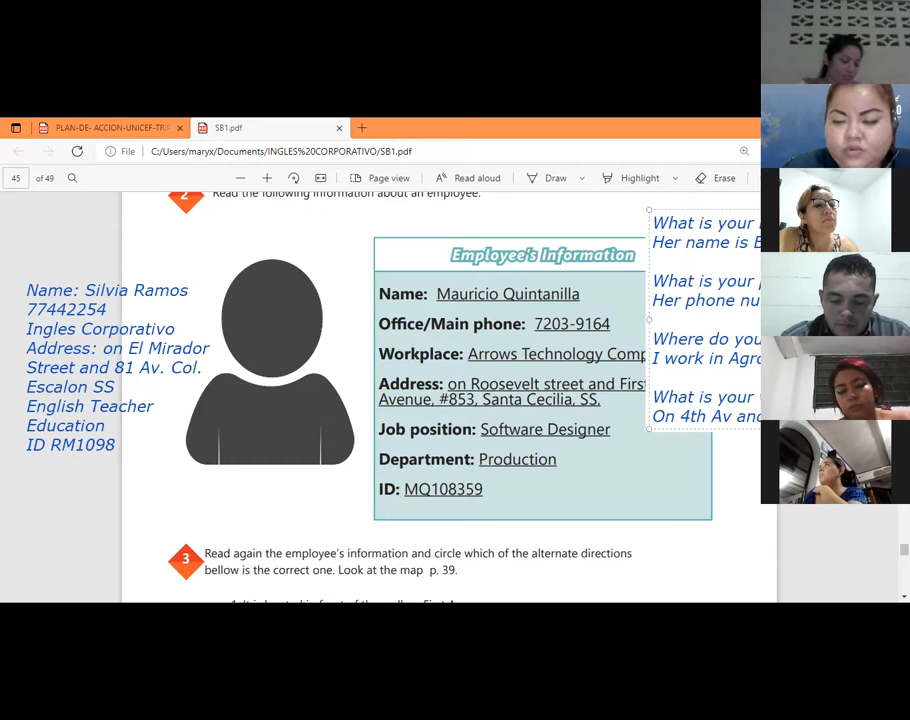 PLAN-DE- ACCION-UNICEF-TRI
SB1.pdf
File
C:/Users/maryx/Documents/INGLES%20CORPORATIVO/SB1.pdf
45 of 49
Page view
Read aloud
Draw
Highlight
Erase
2 Read the following information about an employee.
Employee's Information
Name: Mauricio Quintanilla
Office/Main phone: 7203-9164
Workplace: Arrows Technology Comp
Address: on Roosevelt street and Firs
Avenue, #853, Santa Cecilia, SS.
Job position: Software Designer
Department: Production
ID: MQ108359
Name: Silvia Ramos
77442254
Ingles Corporativo
Address: on El Mirador
Street and 81 Av. Col.
Escalon SS
English Teacher
Education
ID RM1098
What is your
Her name is
What is your
Her phone nu
Where do you
I work in Agro
What is your
On 4th Av and
3 Read again the employee's information and circle which of the alternate directions
bellow is the correct one. Look at the map p. 39.